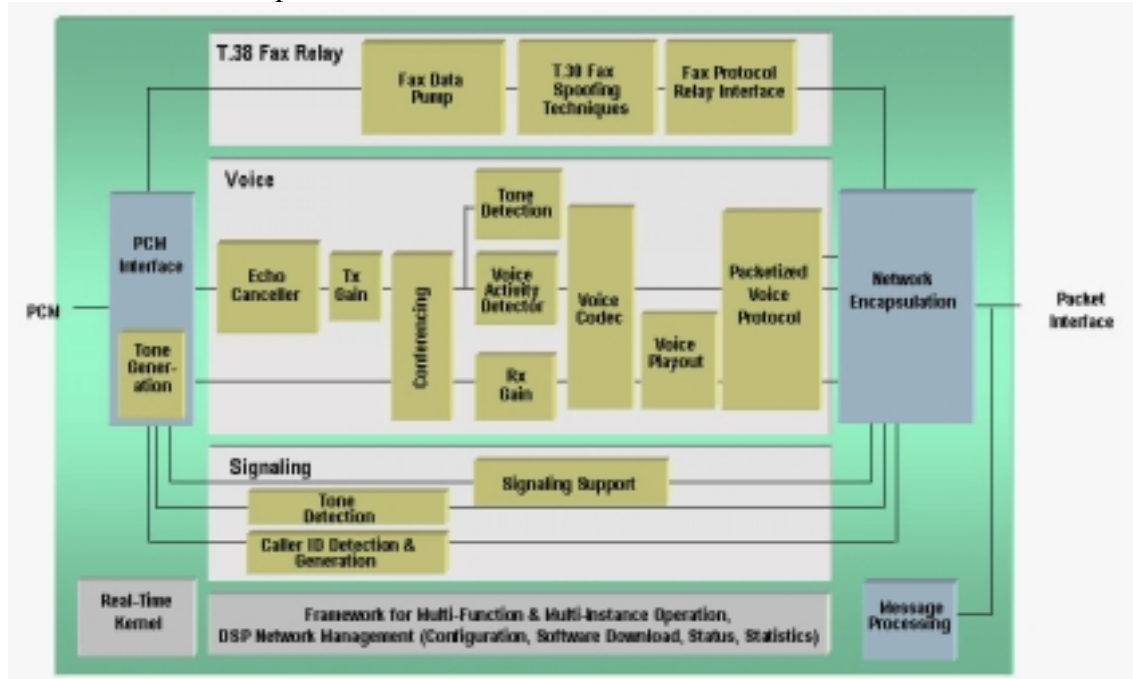 T.38 Fax Relay
Fax Data
Pump
T.38 Fax
Spoofing
Techniques
Fax Protocol
Relay Interface
Voice
PCM
Interface
Tone
Gener-
ation
PCM
Echo
Canceller
Tx
Gain
Conferencing
Tone
Detection
Voice
Activity
Detector
Rx
Gain
Voice
Codec
Voice
Playout
Packetized
Voice
Protocol
Network
Encapsulation
Packet
Interface
Signaling
Signaling Support
Tone
Detection
Caller ID Detection &
Generation
Real-Time
Kernel
Framework for Multi-Function & Multi-Instance Operation,
DSP Network Management (Configuration, Software Download, Status, Statistics)
Message
Processing